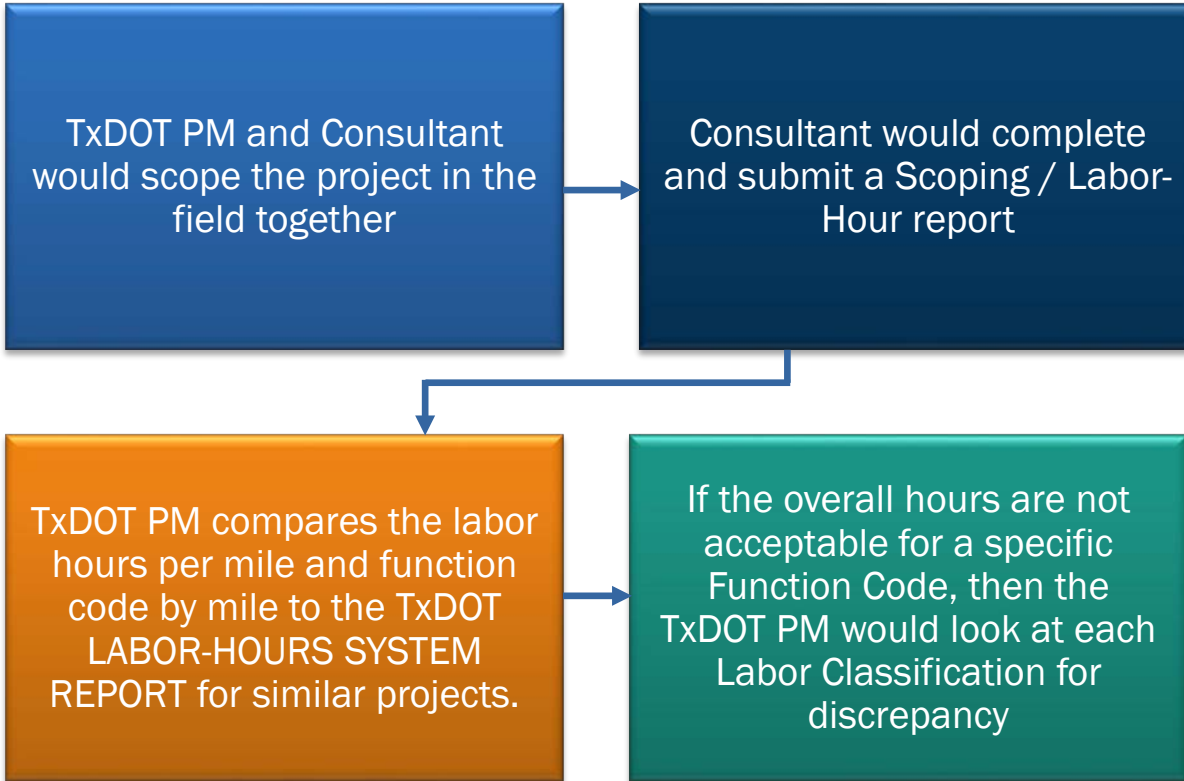 TxDOT PM and Consultant
would scope the project in the
field together
Consultant would complete
and submit a Scoping / Labor-
Hour report
TxDOT PM compares the labor
hours per mile and function
code by mile to the TxDOT
LABOR-HOURS SYSTEM
REPORT for similar projects.
If the overall hours are not
acceptable for a specific
Function Code, then the
TxDOT PM would look at each
Labor Classification for
discrepancy